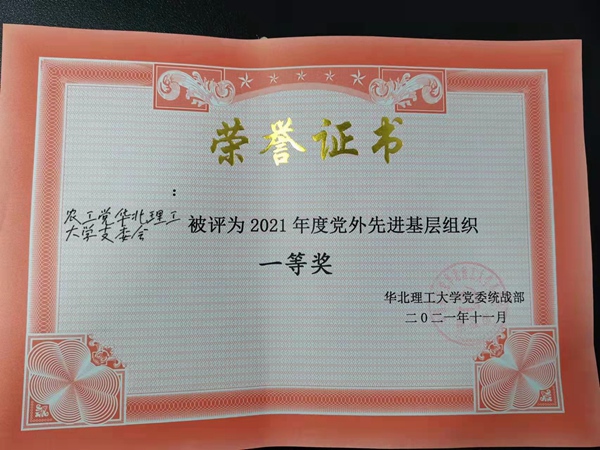 荣誉证书
：
农工党华北理工
大学支委会
被评为2021年度党外先进基层组织
一等奖
华北理工大学党委统战部
二〇二一年十一月